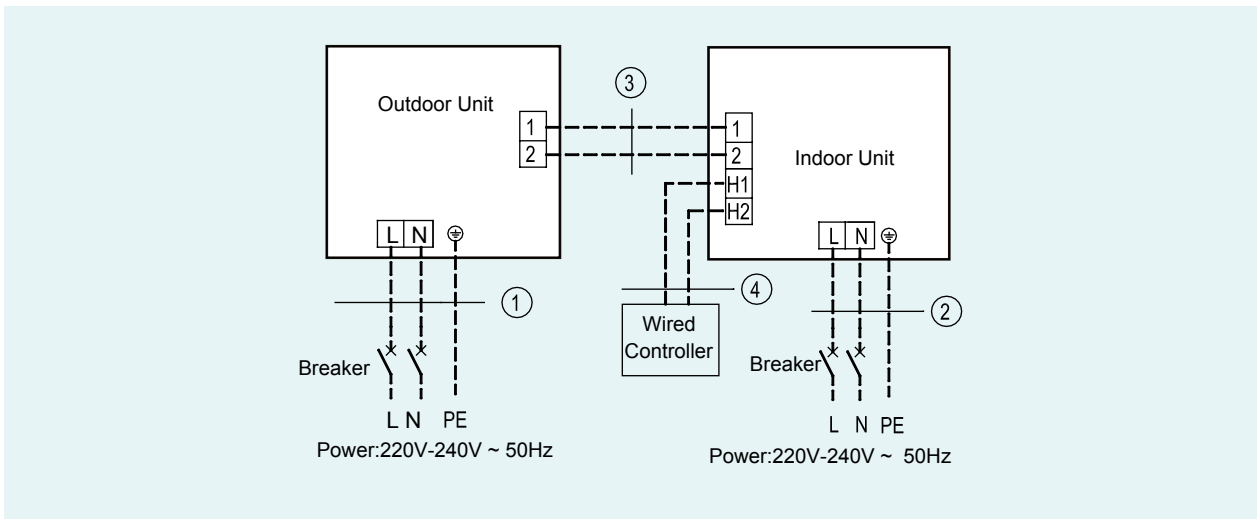 Outdoor Unit
1
2
L N
③
1
2
H1
H2
Indoor Unit
L N
①
Breaker
L N PE
Power:220V-240V ~ 50Hz
④
Wired
Controller
②
Breaker
L N PE
Power:220V-240V ~ 50Hz